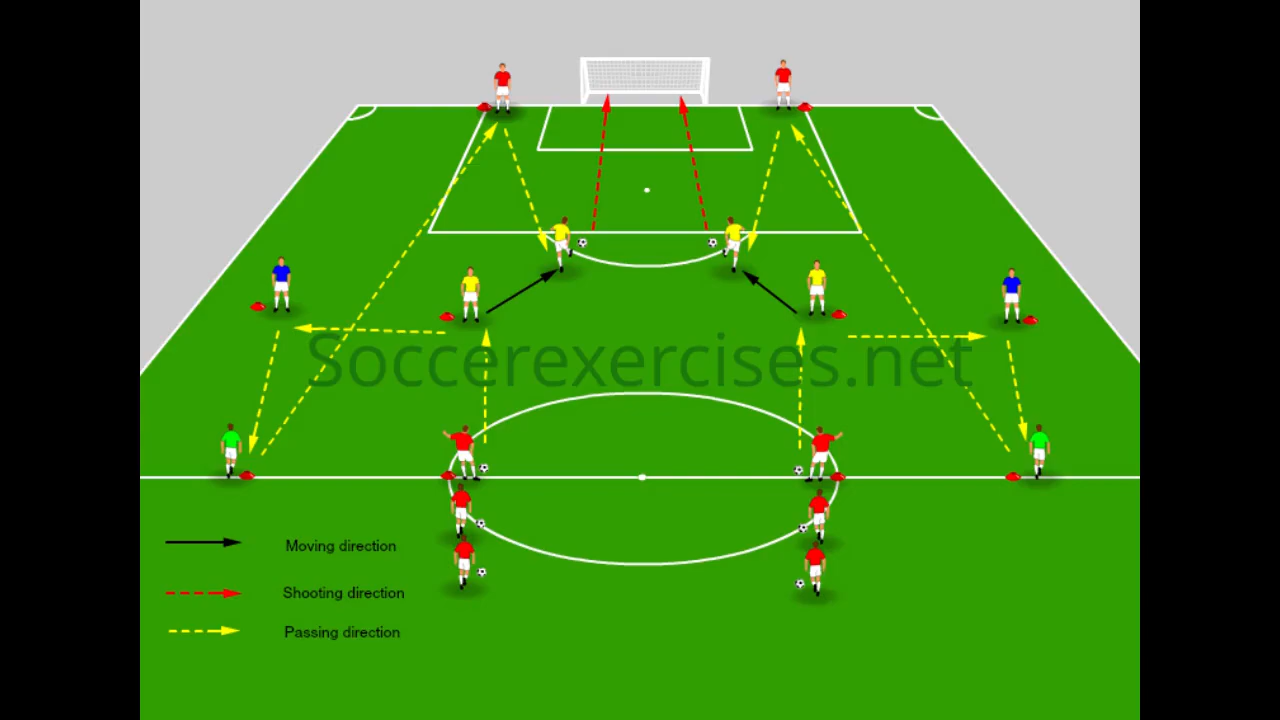 Soccerexercises.net
Moving direction
Shooting direction
Passing direction